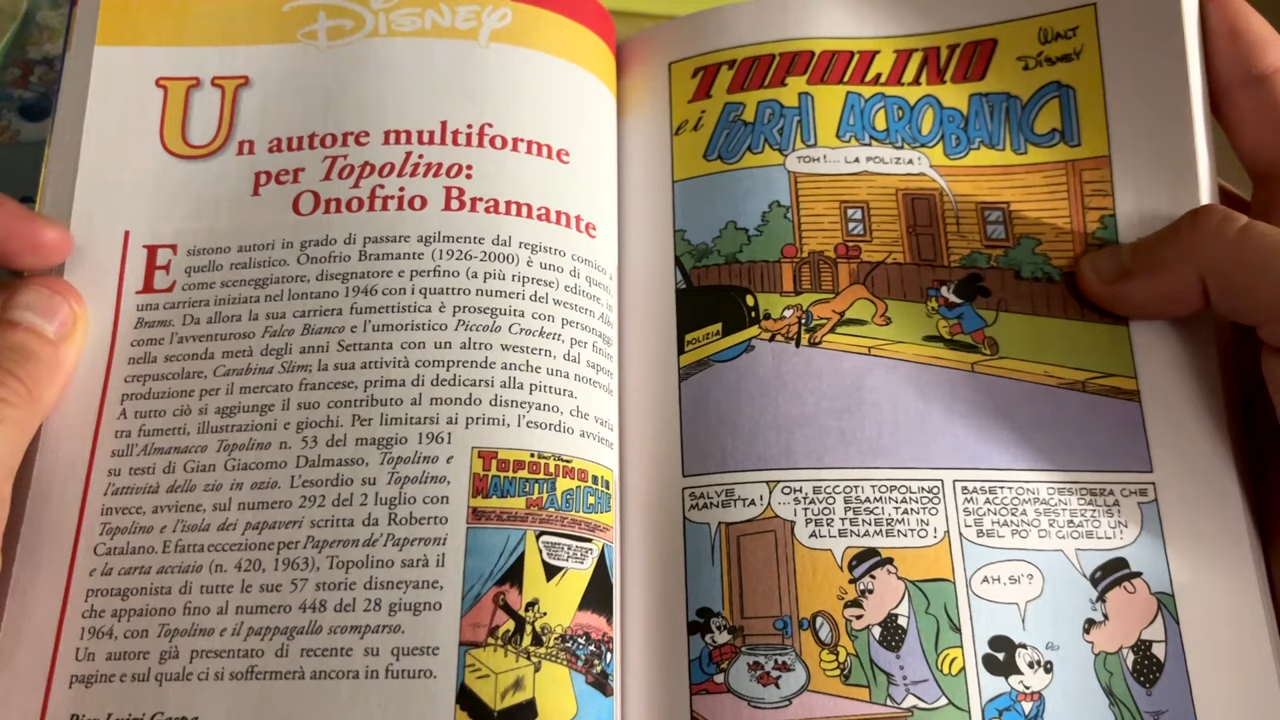 Disney
Un autore multiforme
per Topolino:
Onofrio Bramante
Esistono autori in grado di passare agilmente dal registro comico a
quello realistico. Onofrio Bramante (1926-2000) è uno di questi,
come sceneggiatore, disegnatore e perfino (a più riprese) editore, in
una carriera iniziata nel lontano 1946 con i quattro numeri del western Albi
Brams. Da allora la sua carriera fumettistica è proseguita con personaggi
come l'avventuroso Falco Bianco e l'umoristico Piccolo Crockett, per finire
nella seconda metà degli anni Settanta con un altro western, dal sapore
crepuscolare, Carabina Slim; la sua attività comprende anche una notevole
produzione per il mercato francese, prima di dedicarsi alla pittura.
A tutto ciò si aggiunge il suo contributo al mondo disneyano, che varia
tra fumetti, illustrazioni e giochi. Per limitarsi ai primi, l'esordio avviene
sull'Almanacco Topolino n. 53 del maggio 1961
su testi di Gian Giacomo Dalmasso, Topolino e
l'attività dello zio in ozio. L'esordio su Topolino,
invece, avviene, sul numero 292 del 2 luglio con
Topolino e l'isola dei papaveri scritta da Roberto
Catalano. E fatta eccezione per Paperon de' Paperoni
e la carta acciaio (n. 420, 1963), Topolino sarà il
protagonista di tutte le sue 57 storie disneyane,
che appaiono fino al numero 448 del 28 giugno
1964, con Topolino e il pappagallo scomparso.
Un autore già presentato di recente su queste
pagine e sul quale ci si soffermerà ancora in futuro.
Pier Luigi Gaspa
TOPOLINO e le
MANETTE
MAGICHE
WALT
DISNEY
TOPOLINO
e i FURTI ACROBATICI
TOH!... LA POLIZIA!
POLIZIA
SALVE,
MANETTA!
OH, ECCOTI TOPOLINO
...STAVO ESAMINANDO
I TUOI PESCI, TANTO
PER TENERMI IN
ALLENAMENTO!
BASETTONI DESIDERA CHE
MI ACCOMPAGNI DALLA
SIGNORA SESTERZIIS!
LE HANNO RUBATO UN
BEL PO' DI GIOIELLI!
AH, SI'?